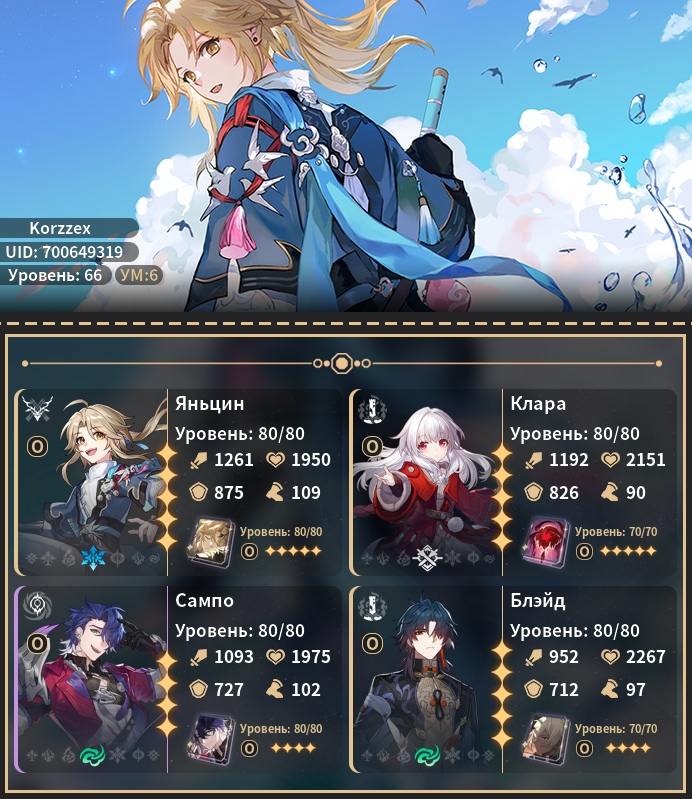 Korzzex
UID: 700649319
Уровень: 66 УМ:6
Яньцин
Уровень: 80/80
1261 1950
875 109
Уровень: 80/80
O
O
Клара
Уровень: 80/80
1192 2151
826 90
Уровень: 70/70
O
O
Сампо
Уровень: 80/80
1093 1975
727 102
Уровень: 80/80
O
O
Блэйд
Уровень: 80/80
952 2267
712 97
Уровень: 70/70
O
O